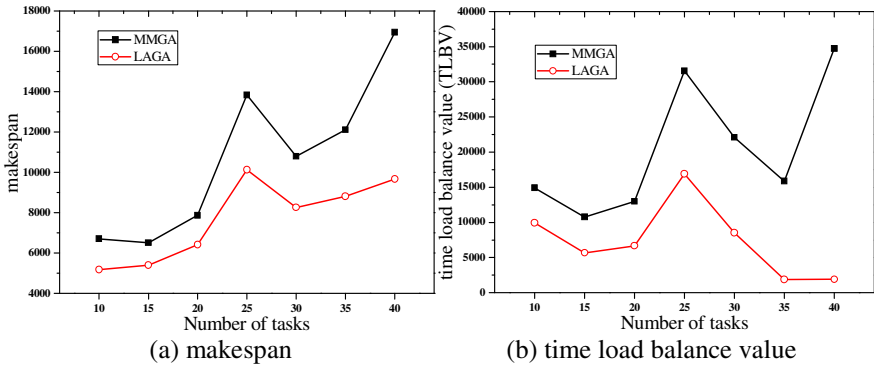 18000
16000
14000
12000
10000
8000
6000
4000
makespan
MMGA
LAGA
10 15 20 25 30 35 40
Number of tasks
(a) makespan
40000
35000
30000
25000
20000
15000
10000
5000
0
time load balance value (TLBV)
MMGA
LAGA
10 15 20 25 30 35 40
Number of tasks
(b) time load balance value